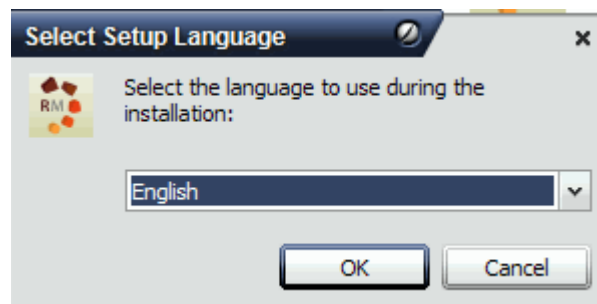 Select Setup Language
RM
Select the language to use during the
installation:
English
OK
Cancel